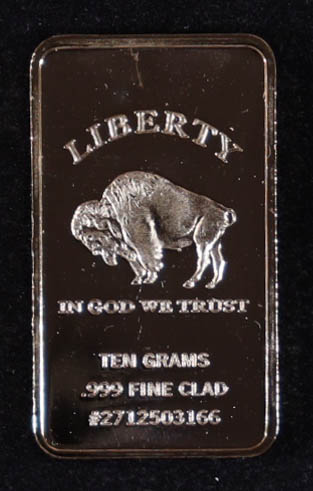 LIBERTY
IN GOD WE TRUST
TEN GRAMS
.999 FINE CLAD
#2712503166